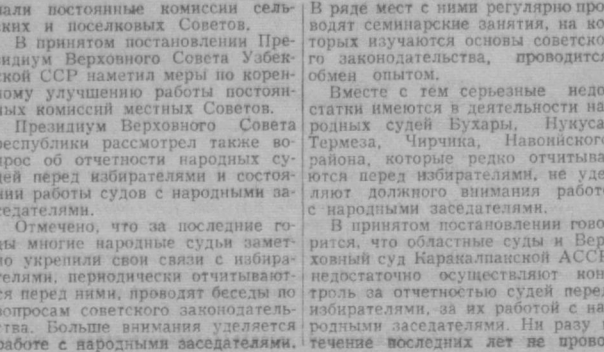 чали постоянные комиссии сель-
ских и поселковых Советов.
В принятом постановлении Пре-
зидиум Верховного Совета Узбек-
ской ССР наметил меры по корен-
ному улучшению работы постоян-
ных комиссий местных Советов.
Президиум Верховного Совета
республики рассмотрел также во-
прос об отчетности народных су-
дей перед избирателями и состоя-
нии работы судов с народными за-
седателями.
Отмечено, что за последние го-
ды многие народные судьи замет-
но укрепили свои связи с избира-
телями, периодически отчитывают-
ся перед ними, проводят беседы по
вопросам советского законодатель-
ства. Больше внимания уделяется
работе с народными заседателями.
В ряде мест с ними регулярно про
водят семинарские занятия, на ко
торых изучаются основы советско
го законодательства, проводится
обмен опытом.
Вместе с тем серьезные недо
статки имеются в деятельности на
родных судей Бухары, Нукуса
Термеза, Чирчика, Навоийского
района, которые редко отчитыва
ются перед избирателями, не уде
ляют должного внимания работе
с народными заседателями.
В принятом постановлении гово
рится, что областные суды и Вер
ховный суд Каракалпакской АССР
недостаточно осуществляют кон
троль за отчетностью судей перед
избирателями, за их работой с на
родными заседателями. Ни разу в
течение последних лет не прово